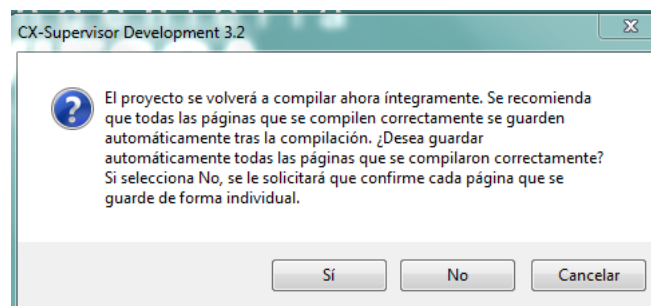 CX-Supervisor Development 3.2
El proyecto se volverá a compilar ahora íntegramente. Se recomienda
que todas las páginas que se compilen correctamente se guarden
automáticamente tras la compilación. ¿Desea guardar
automáticamente todas las páginas que se compilaron correctamente?
Si selecciona No, se le solicitará que confirme cada página que se
guarde de forma individual.
Sí
No
Cancelar